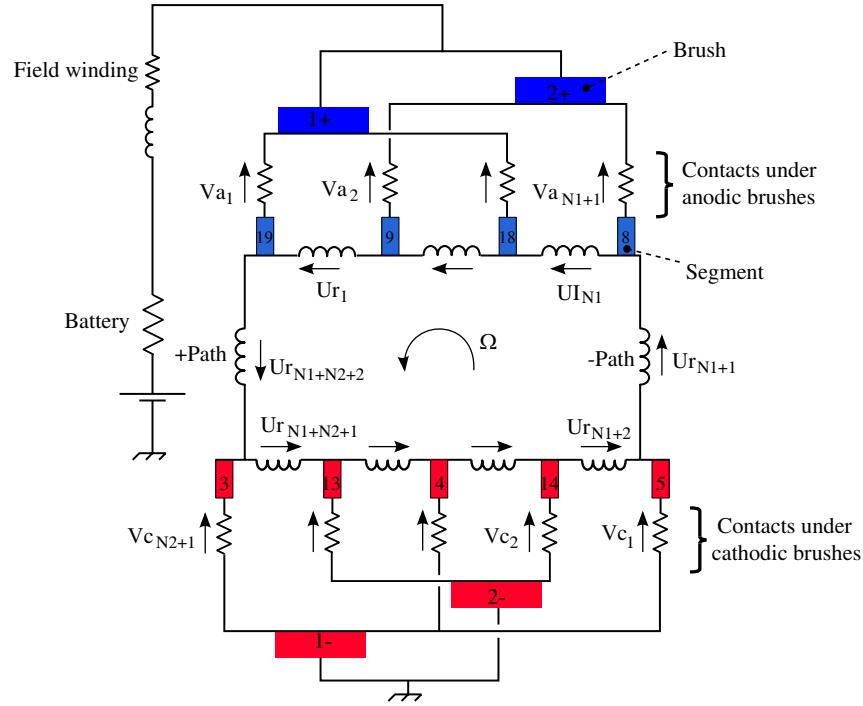 Field winding
Brush
2+
1+
Contacts under
anodic brushes
Va1
Va2
VaN1+1
19
9
18
8
Segment
Ur1
UIN1
Battery
+Path
UrN1+N2+2
Ω
-Path
UrN1+1
UrN1+N2+1
UrN1+2
3
13
4
14
5
VcN2+1
Vc2
Vc1
Contacts under
cathodic brushes
2-
1-